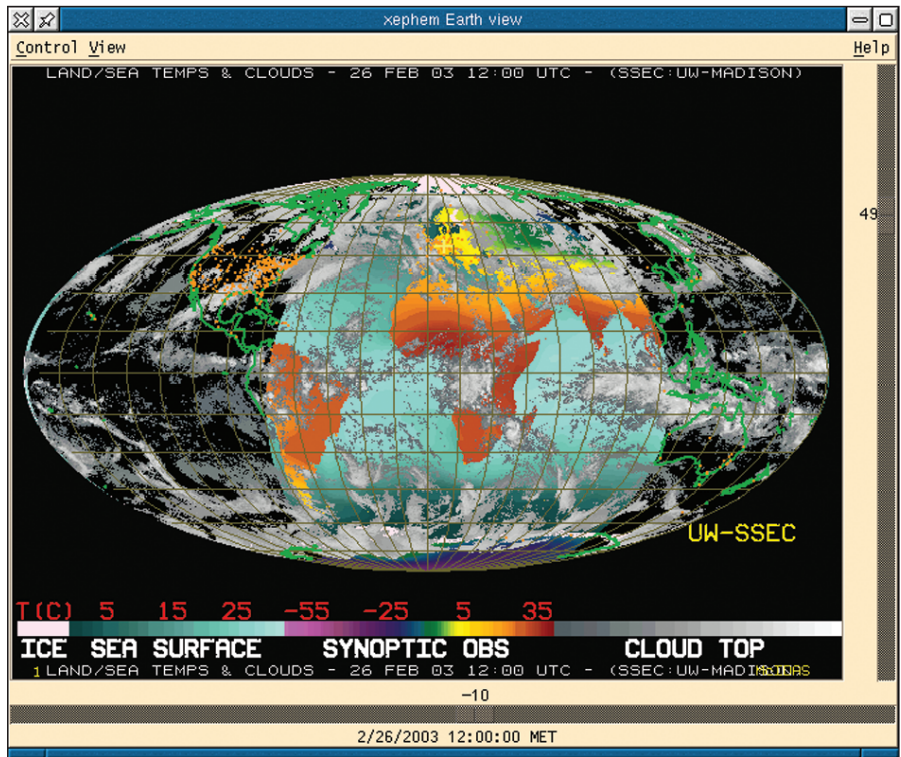 xephem Earth view
Control View Help
LAND/SEA TEMPS & CLOUDS - 26 FEB 03 12:00 UTC - (SSEC:UW-MADISON)
49
UW-SSEC
T(C) 5 15 25 -55 -25 5 35
ICE SEA SURFACE SYNOPTIC OBS CLOUD TOP
1 LAND/SEA TEMPS & CLOUDS - 26 FEB 03 12:00 UTC - (SSEC:UW-MADISON)
-10
2/26/2003 12:00:00 MET